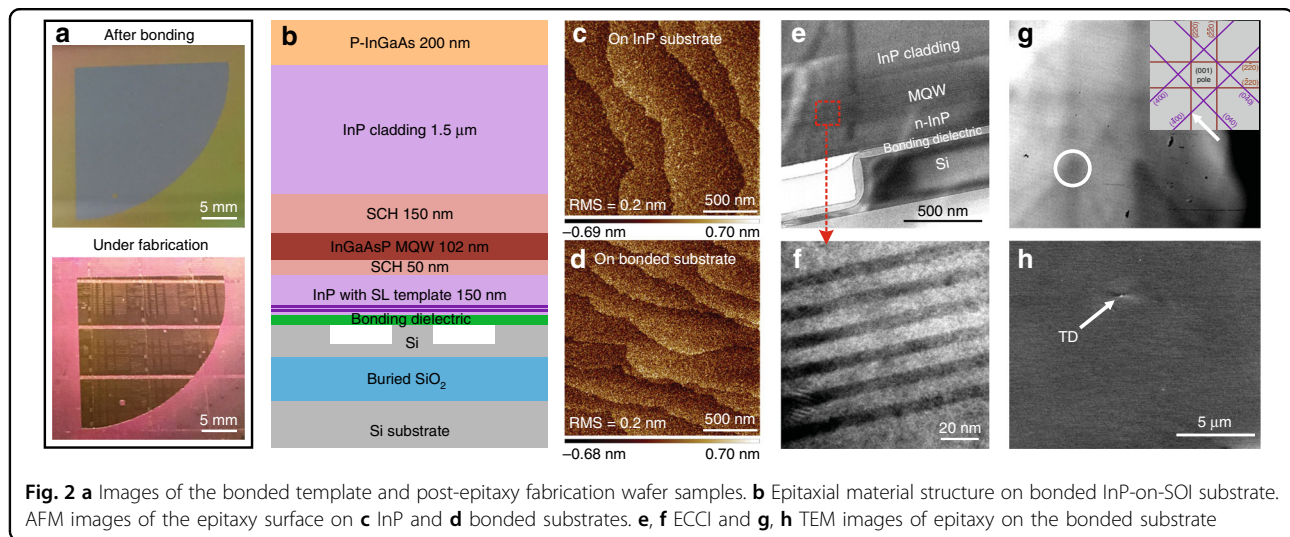 a
After bonding
5 mm
Under fabrication
5 mm
b
P-InGaAs 200 nm
InP cladding 1.5 μm
SCH 150 nm
InGaAsP MQW 102 nm
SCH 50 nm
InP with SL template 150 nm
Bonding dielectric
Si
Buried SiO₂
Si substrate
c
On InP substrate
RMS = 0.2 nm
500 nm
−0.69 nm 0.70 nm
d
On bonded substrate
RMS = 0.2 nm
500 nm
−0.68 nm 0.70 nm
e
InP cladding
MQW
n-InP
Bonding dielectric
Si
500 nm
f
20 nm
g
(001)
pole
(400)
(040)
h
TD
5 μm
Fig. 2 a Images of the bonded template and post-epitaxy fabrication wafer samples. b Epitaxial material structure on bonded InP-on-SOI substrate.
AFM images of the epitaxy surface on c InP and d bonded substrates. e, f ECCI and g, h TEM images of epitaxy on the bonded substrate